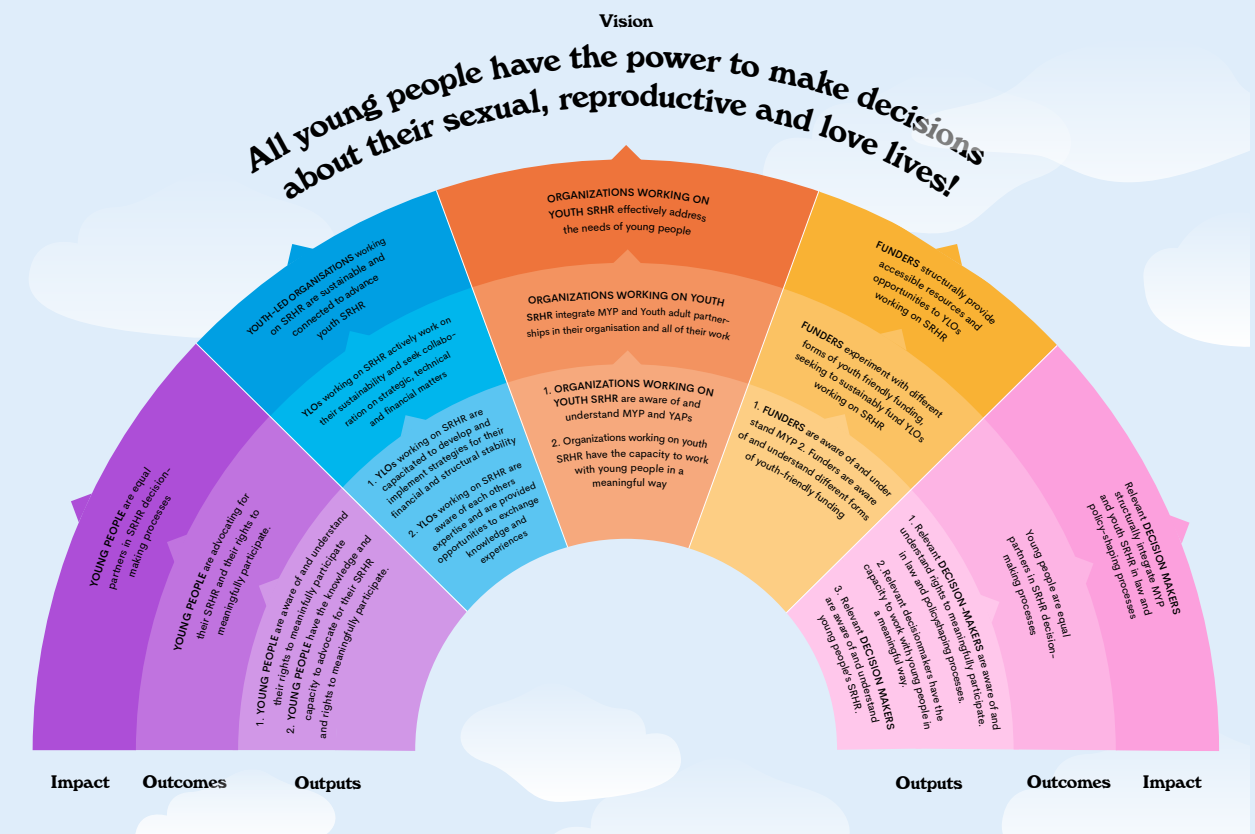 Vision
All young people have the power to make decisions
about their sexual, reproductive and love lives!
YOUNG PEOPLE are equal
partners in SRHR decision-
making processes
YOUNG PEOPLE are advocating for
their SRHR and their rights to
meaningfully participate.
1. YOUNG PEOPLE are aware of and understand
their rights to meaningfully participate
2. YOUNG PEOPLE have the knowledge and
capacity to advocate for their SRHR
and rights to meaningfully participate.
YOUTH-LED ORGANISATIONS working
on SRHR are sustainable and
connected to advance
youth SRHR
YLOs working on SRHR actively work on
their sustainability and seek collabo-
ration on strategic, technical
and financial matters
1. YLOs working on SRHR are
capacitated to develop and
implement strategies for their
financial and structural stability
2. YLOs working on SRHR are
aware of each others
expertise and are provided
opportunities to exchange
knowledge and
experiences
ORGANIZATIONS WORKING ON
YOUTH SRHR effectively address
the needs of young people
ORGANIZATIONS WORKING ON YOUTH
SRHR integrate MYP and Youth adult partner-
ships in their organisation and all of their work
1. ORGANIZATIONS WORKING ON
YOUTH SRHR are aware of and
understand MYP and YAPs
2. Organizations working on youth
SRHR have the capacity to work
with young people in a
meaningful way
FUNDERS structurally provide
accessible resources and
opportunities to YLOs
working on SRHR
FUNDERS experiment with different
forms of youth friendly funding,
seeking to sustainably fund YLOs
working on SRHR
1. FUNDERS are aware of and under
stand MYP 2. Funders are aware
of and understand different forms
of youth-friendly funding
Relevant DECISION MAKERS
structurally integrate MYP
and youth SRHR in law and
policy-shaping processes
Young people are equal
partners in SRHR decision-
making processes
1. Relevant DECISION-MAKERS are aware of and
understand rights to meaningfully participate.
in law and policyshaping processes.
2. Relevant decisionmakers have the
capacity to work with young people in
a meaningful way.
3. Relevant DECISION MAKERS
are aware of and understand
young people's SRHR.
Impact
Outcomes
Outputs
Outputs
Outcomes
Impact